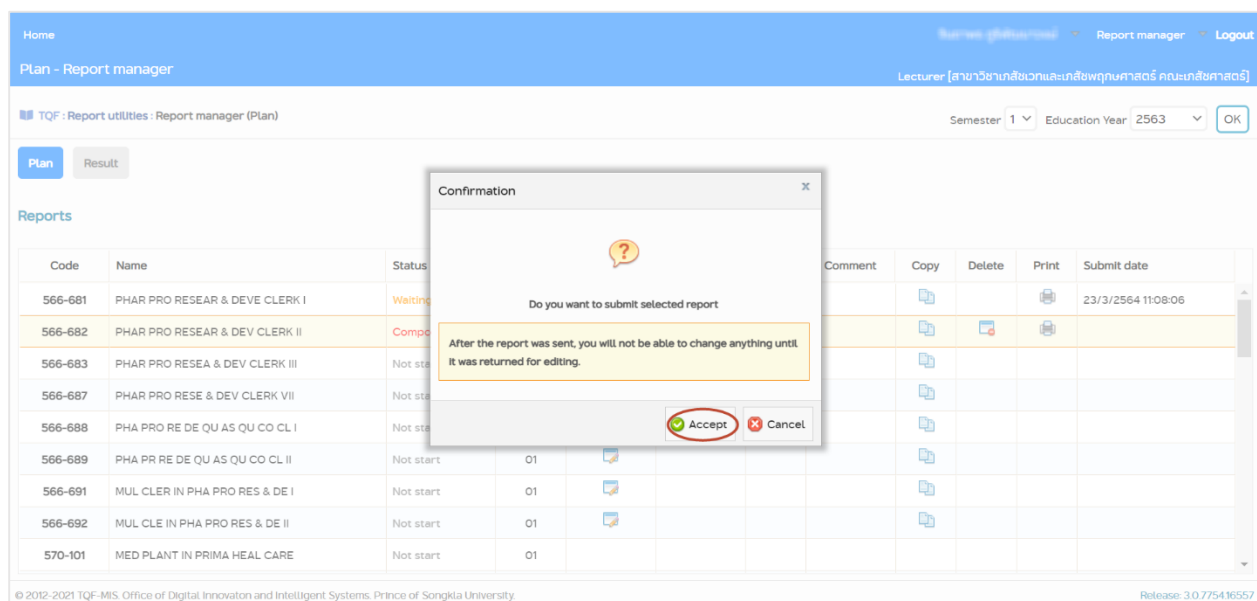 Home
Report manager
Logout
Plan - Report manager
Lecturer [สาขาวิชาเภสัชเวทและเภสัชพฤกษศาสตร์ คณะเภสัชศาสตร์]
TQF : Report utilities : Report manager (Plan)
Semester 1 Education Year 2563 OK
Plan Result
Confirmation x
Reports
Code Name Status Comment Copy Delete Print Submit date
566-681 PHAR PRO RESEAR & DEVE CLERK I Waiting 23/3/2564 11:08:06
Do you want to submit selected report
566-682 PHAR PRO RESEAR & DEV CLERK II Compo
After the report was sent, you will not be able to change anything until
it was returned for editing.
566-683 PHAR PRO RESEA & DEV CLERK III Not sta
566-687 PHAR PRO RESE & DEV CLERK VII Not sta
566-688 PHA PRO RE DE QU AS QU CO CL I Not sta
Accept Cancel
566-689 PHA PR RE DE QU AS QU CO CL II Not start 01
566-691 MUL CLER IN PHA PRO RES & DE I Not start 01
566-692 MUL CLE IN PHA PRO RES & DE II Not start 01
570-101 MED PLANT IN PRIMA HEAL CARE Not start 01
© 2012-2021 TQF-MIS. Office of Digital Innovaton and Intelligent Systems. Prince of Songkla University.
Release: 3.0.7754.16557